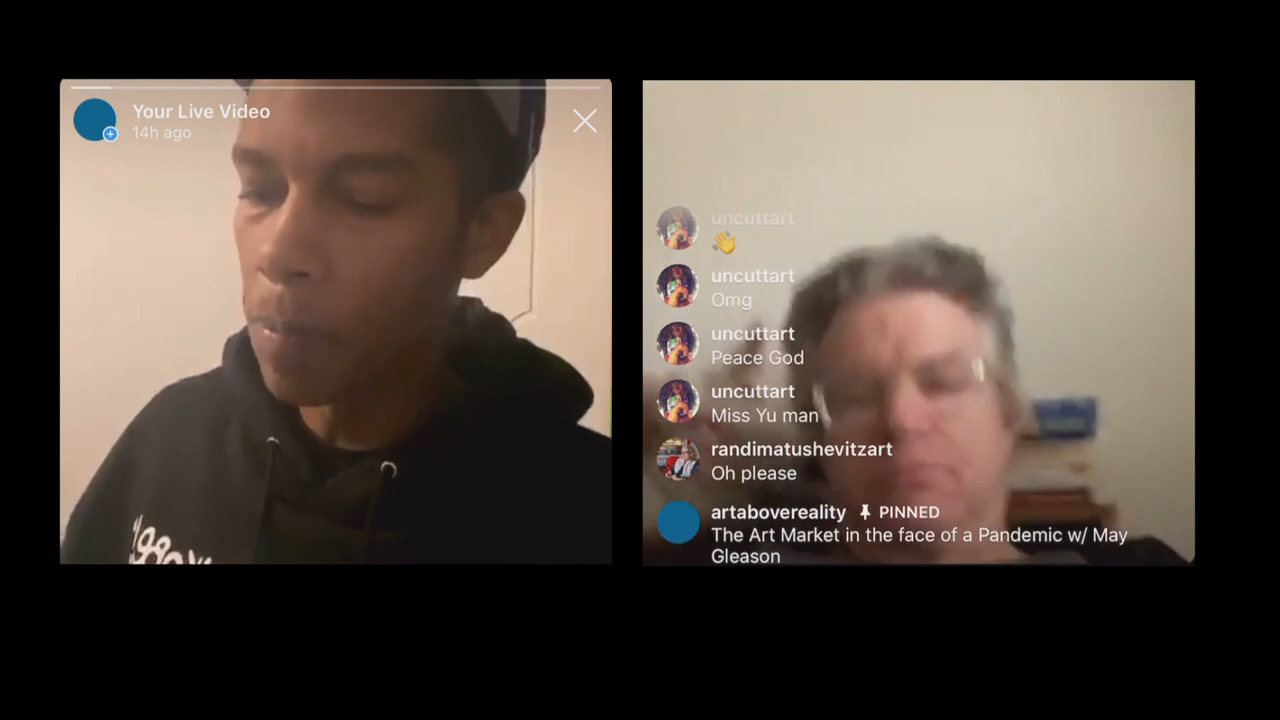 Your Live Video
14h ago
uncuttart
👋
uncuttart
Omg
uncuttart
Peace God
uncuttart
Miss Yu man
randimatushevitzart
Oh please
artabovereality PINNED
The Art Market in the face of a Pandemic w/ May
Gleason